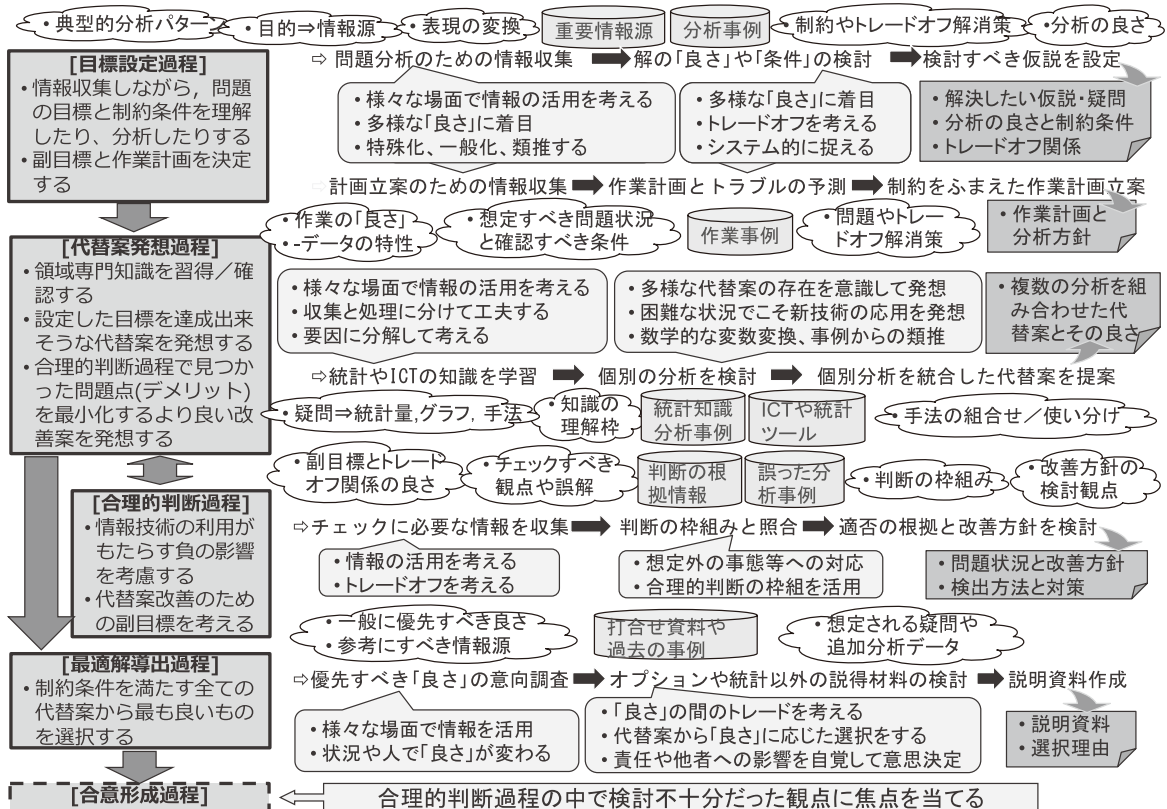 ・典型的分析パターン
・目的⇒情報源
・表現の変換
重要情報源
分析事例
・制約やトレードオフ解消策
・分析の良さ
[目標設定過程]
・情報収集しながら，問題
の目標と制約条件を理解
したり、分析したりする
・副目標と作業計画を決定
する
⇨ 問題分析のための情報収集 ➡解の「良さ」や「条件」の検討 ➡検討すべき仮説を設定
・様々な場面で情報の活用を考える
・多様な「良さ」に着目
・特殊化、一般化、類推する
・多様な「良さ」に着目
・トレードオフを考える
・システム的に捉える
・解決したい仮説・疑問
・分析の良さと制約条件
・トレードオフ関係
⇨計画立案のための情報収集 ➡作業計画とトラブルの予測 ➡制約をふまえた作業計画立案
・作業の「良さ」
・-データの特性
・想定すべき問題状況
と確認すべき条件
作業事例
・問題やトレー
ドオフ解消策
・作業計画と
分析方針
[代替案発想過程]
・領域専門知識を習得／確
認する
・設定した目標を達成出来
そうな代替案を発想する
・合理的判断過程で見つか
った問題点(デメリット)
を最小化するより良い改
善案を発想する
・様々な場面で情報の活用を考える
・収集と処理に分けて工夫する
・要因に分解して考える
・多様な代替案の存在を意識して発想
・困難な状況でこそ新技術の応用を発想
・数学的な変数変換、事例からの類推
・複数の分析を組
み合わせた代
替案とその良さ
⇨統計やICTの知識を学習 ➡ 個別の分析を検討 ➡ 個別分析を統合した代替案を提案
・疑問⇒統計量,グラフ, 手法
・知識の
理解枠
統計知識
分析事例
ICTや統計
ツール
・手法の組合せ／使い分け
・副目標とトレード
オフ関係の良さ
・チェックすべき
観点や誤解
判断の根
拠情報
誤った分
析事例
・判断の枠組み
・改善方針の
検討観点
[合理的判断過程]
・情報技術の利用が
もたらす負の影響
を考慮する
・代替案改善のため
の副目標を考える
⇨チェックに必要な情報を収集➡ 判断の枠組みと照合➡ 適否の根拠と改善方針を検討
・情報の活用を考える
・トレードオフを考える
・想定外の事態等への対応
・合理的判断の枠組を活用
・問題状況と改善方針
・検出方法と対策
・一般に優先すべき良さ
・参考にすべき情報源
打合せ資料や
過去の事例
・想定される疑問や
追加分析データ
[最適解導出過程]
・制約条件を満たす全ての
代替案から最も良いもの
を選択する
⇨優先すべき「良さ」の意向調査➡オプションや統計以外の説得材料の検討 ➡説明資料作成
・様々な場面で情報を活用
・状況や人で「良さ」が変わる
・「良さ」の間のトレードを考える
・代替案から「良さ」に応じた選択をする
・責任や他者への影響を自覚して意思決定
・説明資料
・選択理由
[合意形成過程]
合理的判断過程の中で検討不十分だった観点に焦点を当てる